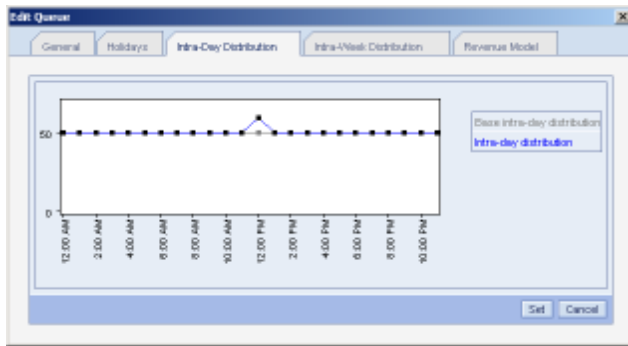 Edit Queue
General Holidays Intra-Day Distribution Intra-Week Distribution Revenue Model
Base intra-day distribution
Intra-day distribution
50
0
12:00 AM 2:00 AM 4:00 AM 6:00 AM 8:00 AM 10:00 AM 12:00 PM 2:00 PM 4:00 PM 6:00 PM 8:00 PM 10:00 PM
Set Cancel